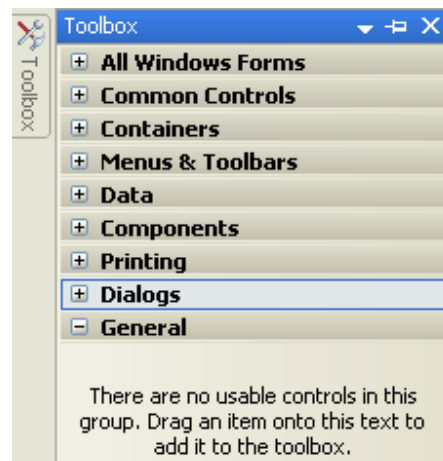 Toolbox
Toolbox
All Windows Forms
Common Controls
Containers
Menus & Toolbars
Data
Components
Printing
Dialogs
General
There are no usable controls in this
group. Drag an item onto this text to
add it to the toolbox.